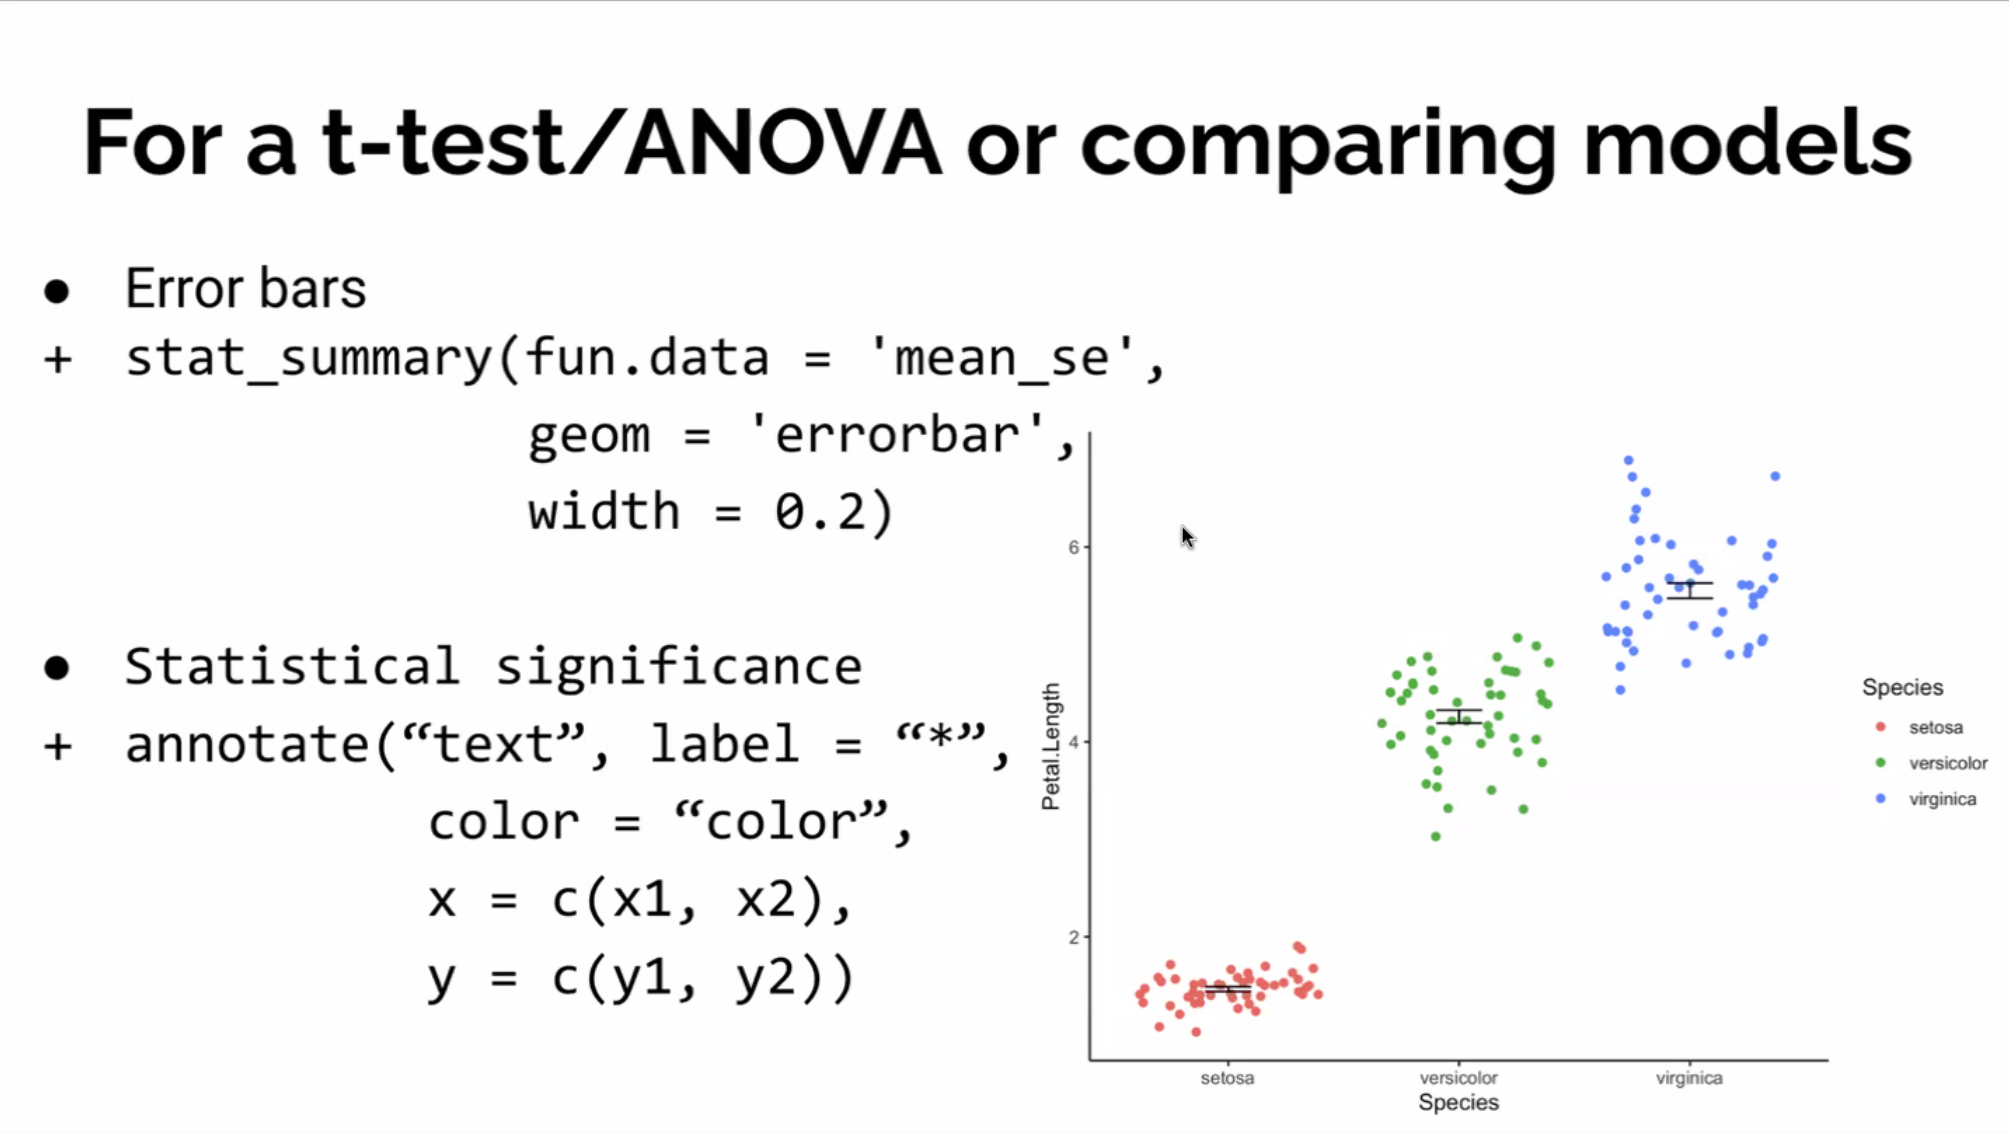 For a t-test/ANOVA or comparing models
● Error bars
+ stat_summary(fun.data = 'mean_se',
geom = 'errorbar',
width = 0.2)
● Statistical significance
+ annotate(“text”, label = “*”,
color = “color”,
x = c(x1, x2),
y = c(y1, y2))
6
4
2
Petal.Length
setosa versicolor virginica
Species
Species
setosa
versicolor
virginica